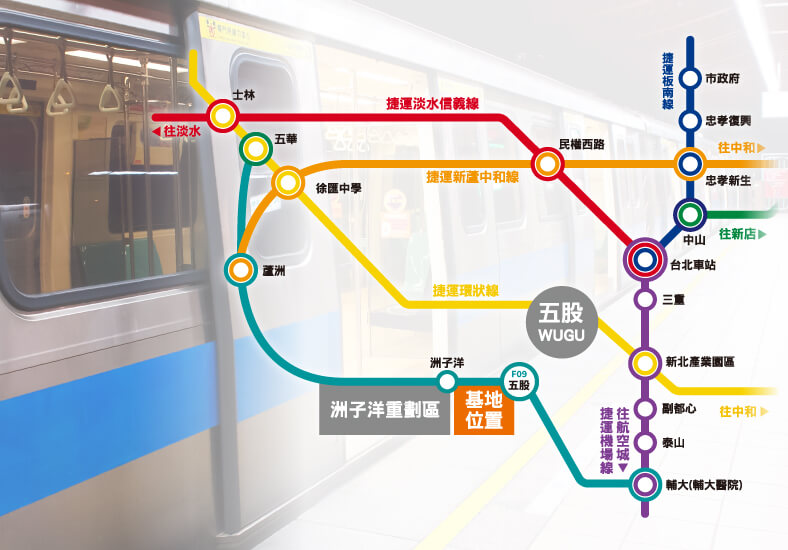 士林
捷運淡水信義線
往淡水
五華
徐匯中學
捷運新蘆中和線
民權西路
捷運板南線
市政府
忠孝復興
往中和
忠孝新生
中山
往新店
台北車站
蘆洲
捷運環狀線
五股
WUGU
三重
新北產業園區
洲子洋
F09
五股
洲子洋重劃區
基地
位置
往航空城
捷運機場線
副都心
往中和
泰山
輔大(輔大醫院)